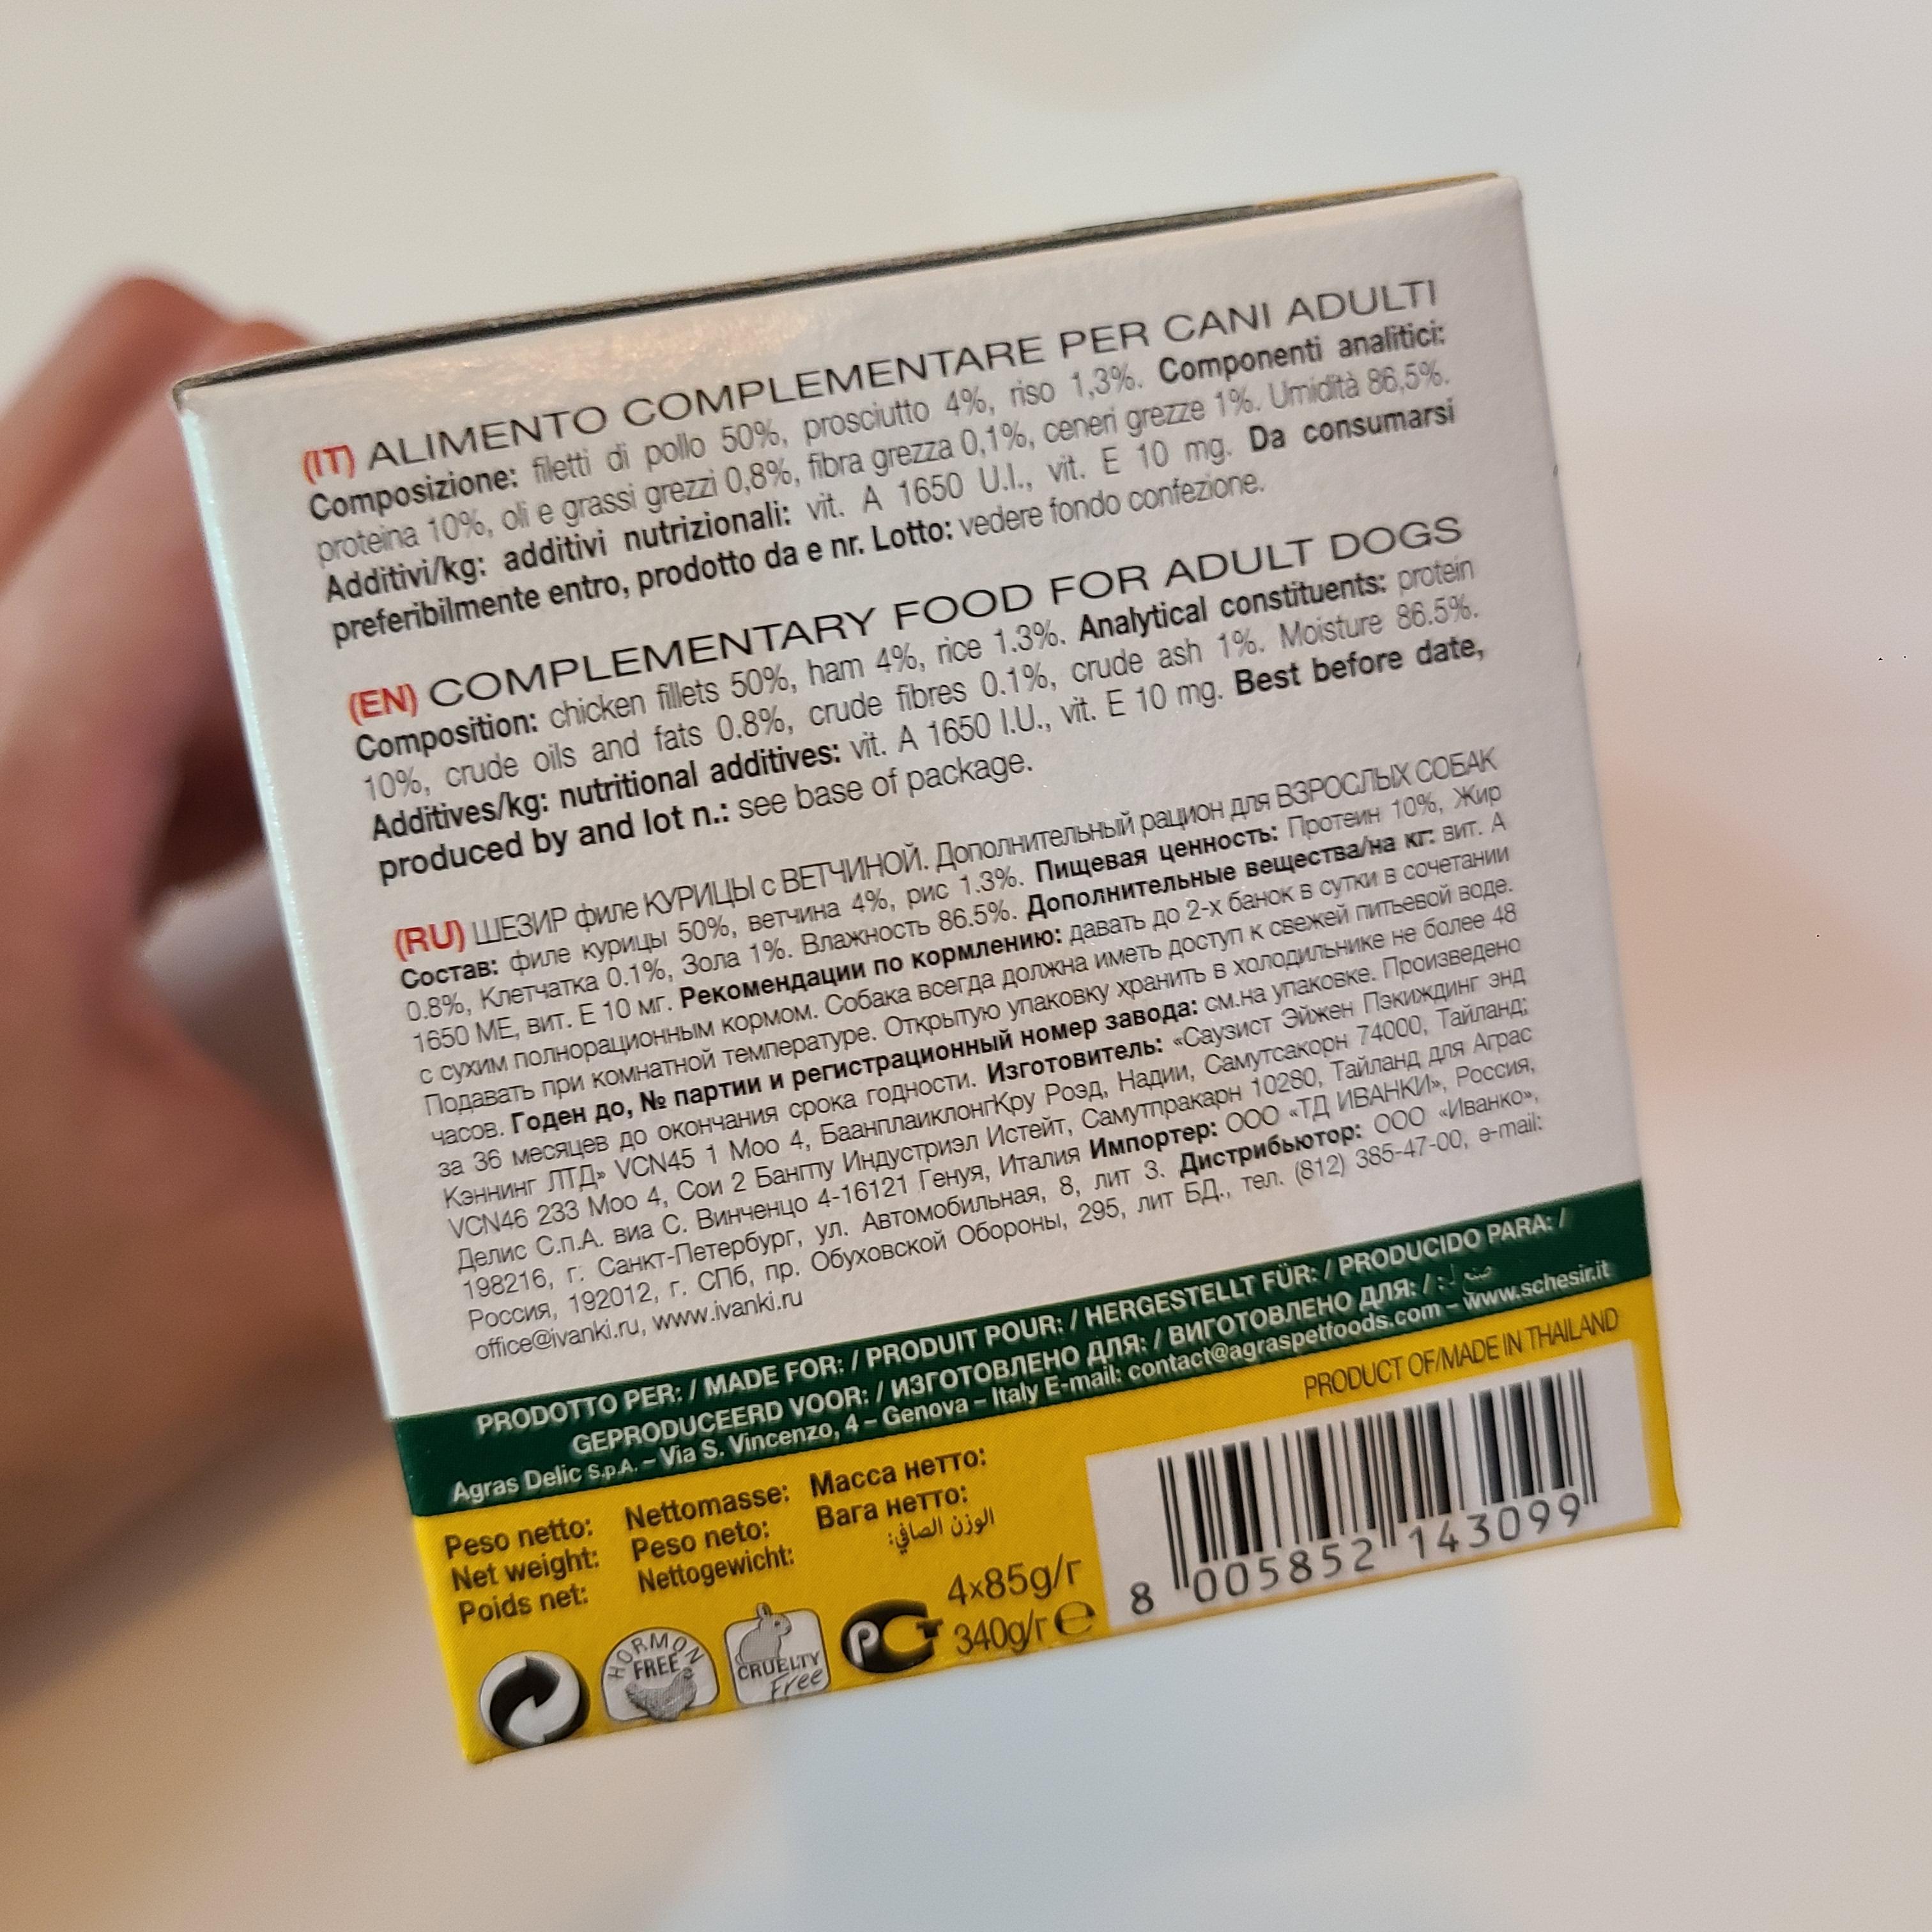 (IT) ALIMENTO COMPLEMENTARE PER CANI ADULTI
Composizione: filetti di pollo 50%, prosciutto 4%, riso 1,3%. Componenti analitici:
proteina 10%, oli e grassi grezzi 0,8%, fibra grezza 0,1%, ceneri grezze 1%. Umidità 86,5%.
Additivi/kg: additivi nutrizionali: vit. A 1650 U.I., vit. E 10 mg. Da consumarsi
preferibilmente entro, prodotto da e nr. Lotto: vedere fondo confezione.
(EN) COMPLEMENTARY FOOD FOR ADULT DOGS
Composition: chicken fillets 50%, ham 4%, rice 1.3%. Analytical constituents: protein
10%, crude oils and fats 0.8%, crude fibres 0.1%, crude ash 1%. Moisture 86.5%.
Additives/kg: nutritional additives: vit. A 1650 I.U., vit. E 10 mg. Best before date,
produced by and lot n.: see base of package.
(RU) ШЕЗИР филе КУРИЦЫ с ВЕТЧИНОЙ. Дополнительный рацион для ВЗРОСЛЫХ СОБАК
Состав: филе курицы 50%, ветчина 4%, рис 1.3%. Пищевая ценность: Протеин 10%, Жир
0.8%, Клетчатка 0.1%, Зола 1%. Влажность 86.5%. Дополнительные вещества/на кг: вит. А
1650 МЕ, вит. Е 10 мг. Рекомендации по кормлению: давать до 2-х банок в сутки в сочетании
с сухим полнорационным кормом. Собака всегда должна иметь доступ к свежей питьевой воде.
Подавать при комнатной температуре. Открытую упаковку хранить в холодильнике не более 48
часов. Годен до, № партии и регистрационный номер завода: см.на упаковке. Произведено
за 36 месяцев до окончания срока годности. Изготовитель: «Саузист Эйжен Пэкиждинг энд
Кэннинг ЛТД» VCN45 1 Моо 4, БаанплаиклонгКру Роэд, Надии, Самутсакорн 74000, Тайланд;
VCN46 233 Моо 4, Сои 2 Бангпу Индустриэл Истейт, Самутпракарн 10280, Тайланд для Аграс
Делис С.п.А. виа С. Винченцо 4-16121 Генуя, Италия Импортер: ООО «ТД ИВАНКИ», Россия,
198216, г. Санкт-Петербург, ул. Автомобильная, 8, лит З. Дистрибьютор: ООО «Иванко»,
Россия, 192012, г. СПб, пр. Обуховской Обороны, 295, лит БД., тел. (812) 385-47-00, e-mail:
office@ivanki.ru, www.ivanki.ru
PRODOTTO PER: / MADE FOR: / PRODUIT POUR: / HERGESTELLT FÜR: / PRODUCIDO PARA: /
GEPRODUCEERD VOOR: / ИЗГОТОВЛЕНО ДЛЯ: / ВИГОТОВЛЕНО ДЛЯ: /
Agras Delic S.p.A. – Via S. Vincenzo, 4 – Genova – Italy E-mail: contact@agraspetfoods.com – www.schesir.it
PRODUCT OF/MADE IN THAILAND
Peso netto: Nettomasse: Масса нетто:
Net weight: Peso neto: Вага нетто:
Poids net: Nettogewicht: الوزن الصافي:
4x85g/г
340g/г ℮
HORMON FREE
CRUELTY Free
РСТ
8 005852 143099